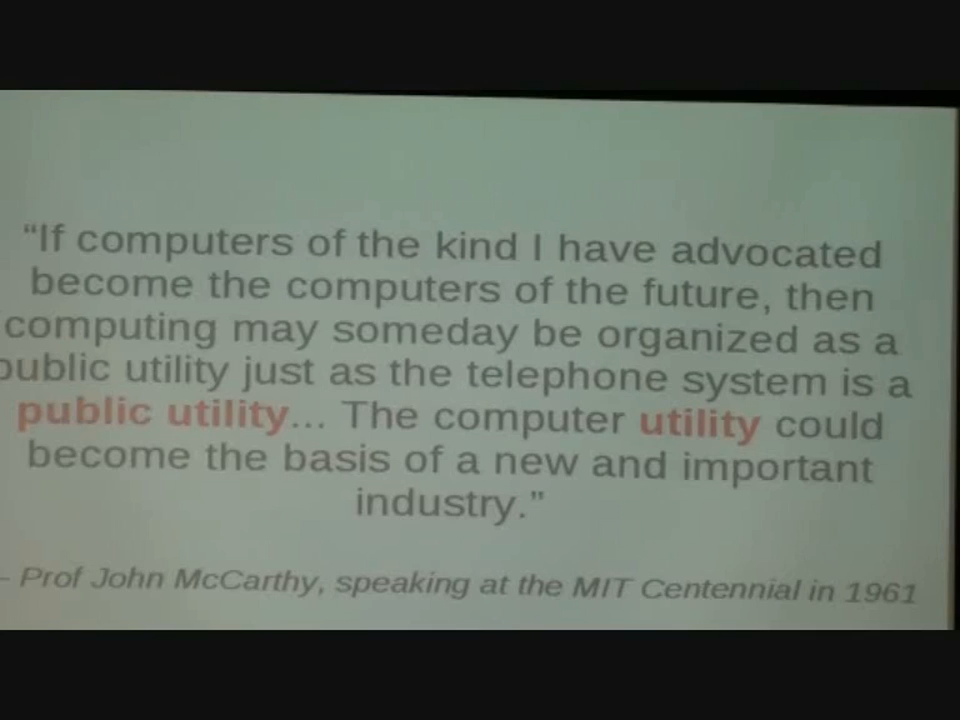 “If computers of the kind I have advocated
become the computers of the future, then
computing may someday be organized as a
public utility just as the telephone system is a
public utility... The computer utility could
become the basis of a new and important
industry."
– Prof John McCarthy, speaking at the MIT Centennial in 1961